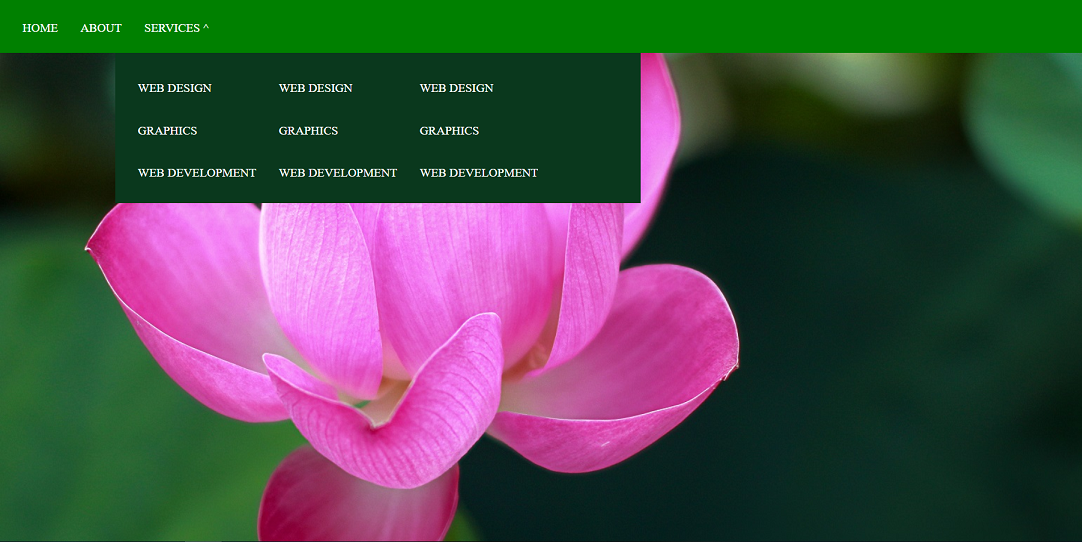 HOME ABOUT SERVICES ^
WEB DESIGN WEB DESIGN WEB DESIGN
GRAPHICS GRAPHICS GRAPHICS
WEB DEVELOPMENT WEB DEVELOPMENT WEB DEVELOPMENT